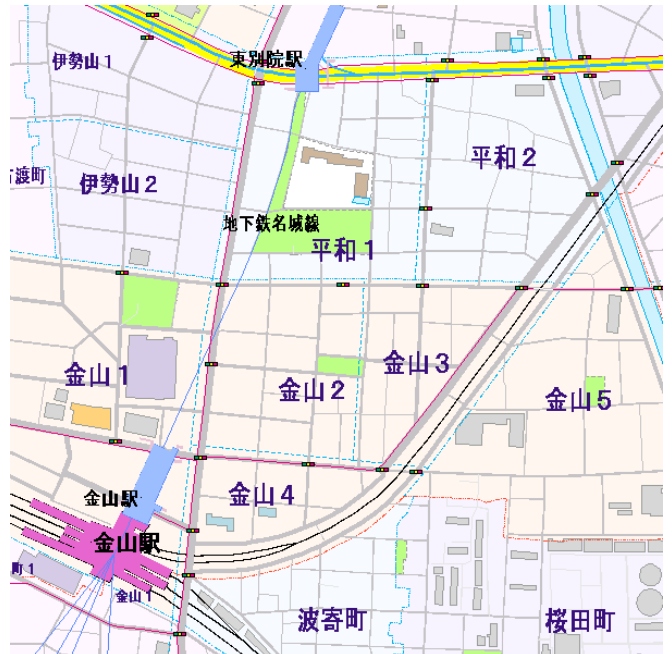 伊勢山1
東別院駅
平和2
伊勢山2
地下鉄名城線
平和1
金山1
金山2
金山3
金山5
金山駅
金山4
金山駅
町1
金山1
波寄町
桜田町